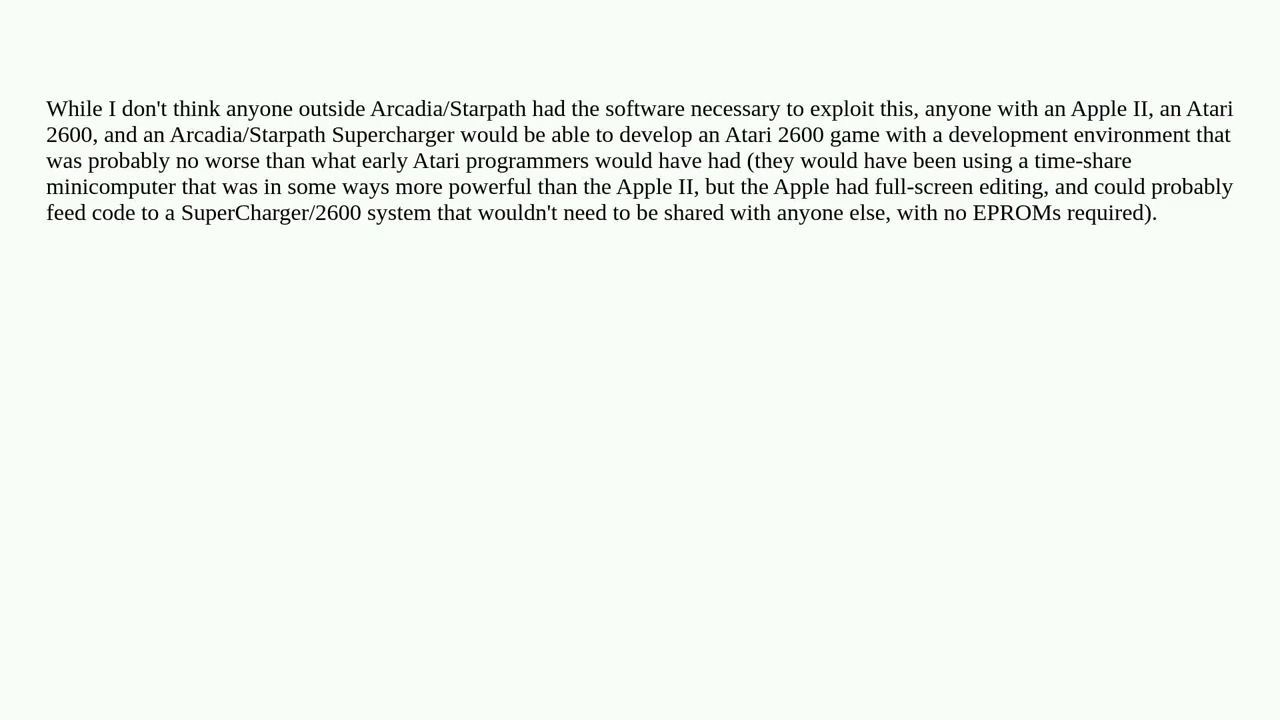 While I don't think anyone outside Arcadia/Starpath had the software necessary to exploit this, anyone with an Apple II, an Atari
2600, and an Arcadia/Starpath Supercharger would be able to develop an Atari 2600 game with a development environment that
was probably no worse than what early Atari programmers would have had (they would have been using a time-share
minicomputer that was in some ways more powerful than the Apple II, but the Apple had full-screen editing, and could probably
feed code to a SuperCharger/2600 system that wouldn't need to be shared with anyone else, with no EPROMs required).